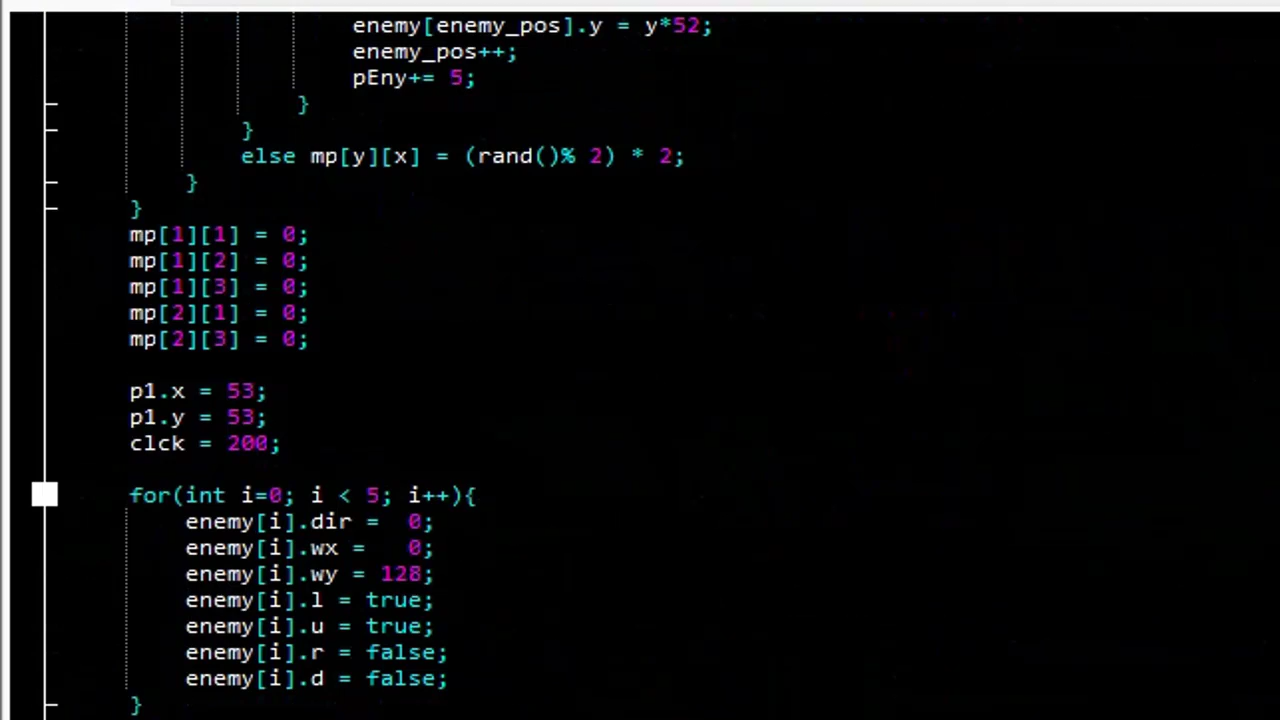 enemy[enemy_pos].y = y*52;
enemy_pos++;
pEny+= 5;
}
}
else mp[y][x] = (rand()% 2) * 2;
}
}
mp[1][1] = 0;
mp[1][2] = 0;
mp[1][3] = 0;
mp[2][1] = 0;
mp[2][3] = 0;
p1.x = 53;
p1.y = 53;
clck = 200;
for(int i=0; i < 5; i++){
enemy[i].dir =  0;
enemy[i].wx =   0;
enemy[i].wy = 128;
enemy[i].l = true;
enemy[i].u = true;
enemy[i].r = false;
enemy[i].d = false;
}